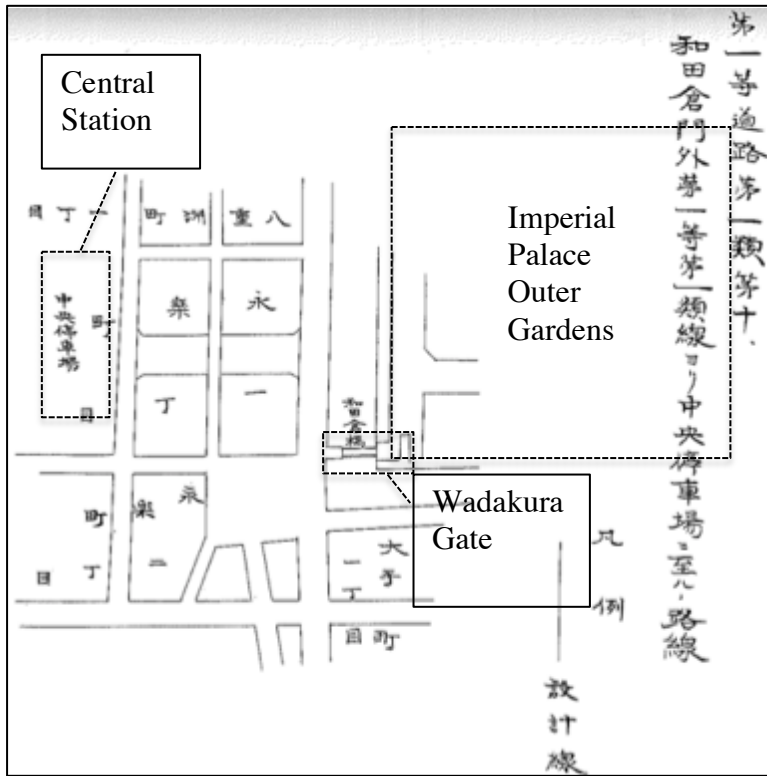 第一等道路第一類第十、
和田倉門外第一等第一類線ヨリ中央停車場ニ至ル路線
凡例
設計線
Central
Station
Imperial
Palace
Outer
Gardens
Wadakura
Gate
八重洲町
一丁目
永楽町
一丁目
中央停車場
和田倉橋
永楽町
二丁目
大手
一丁
町目